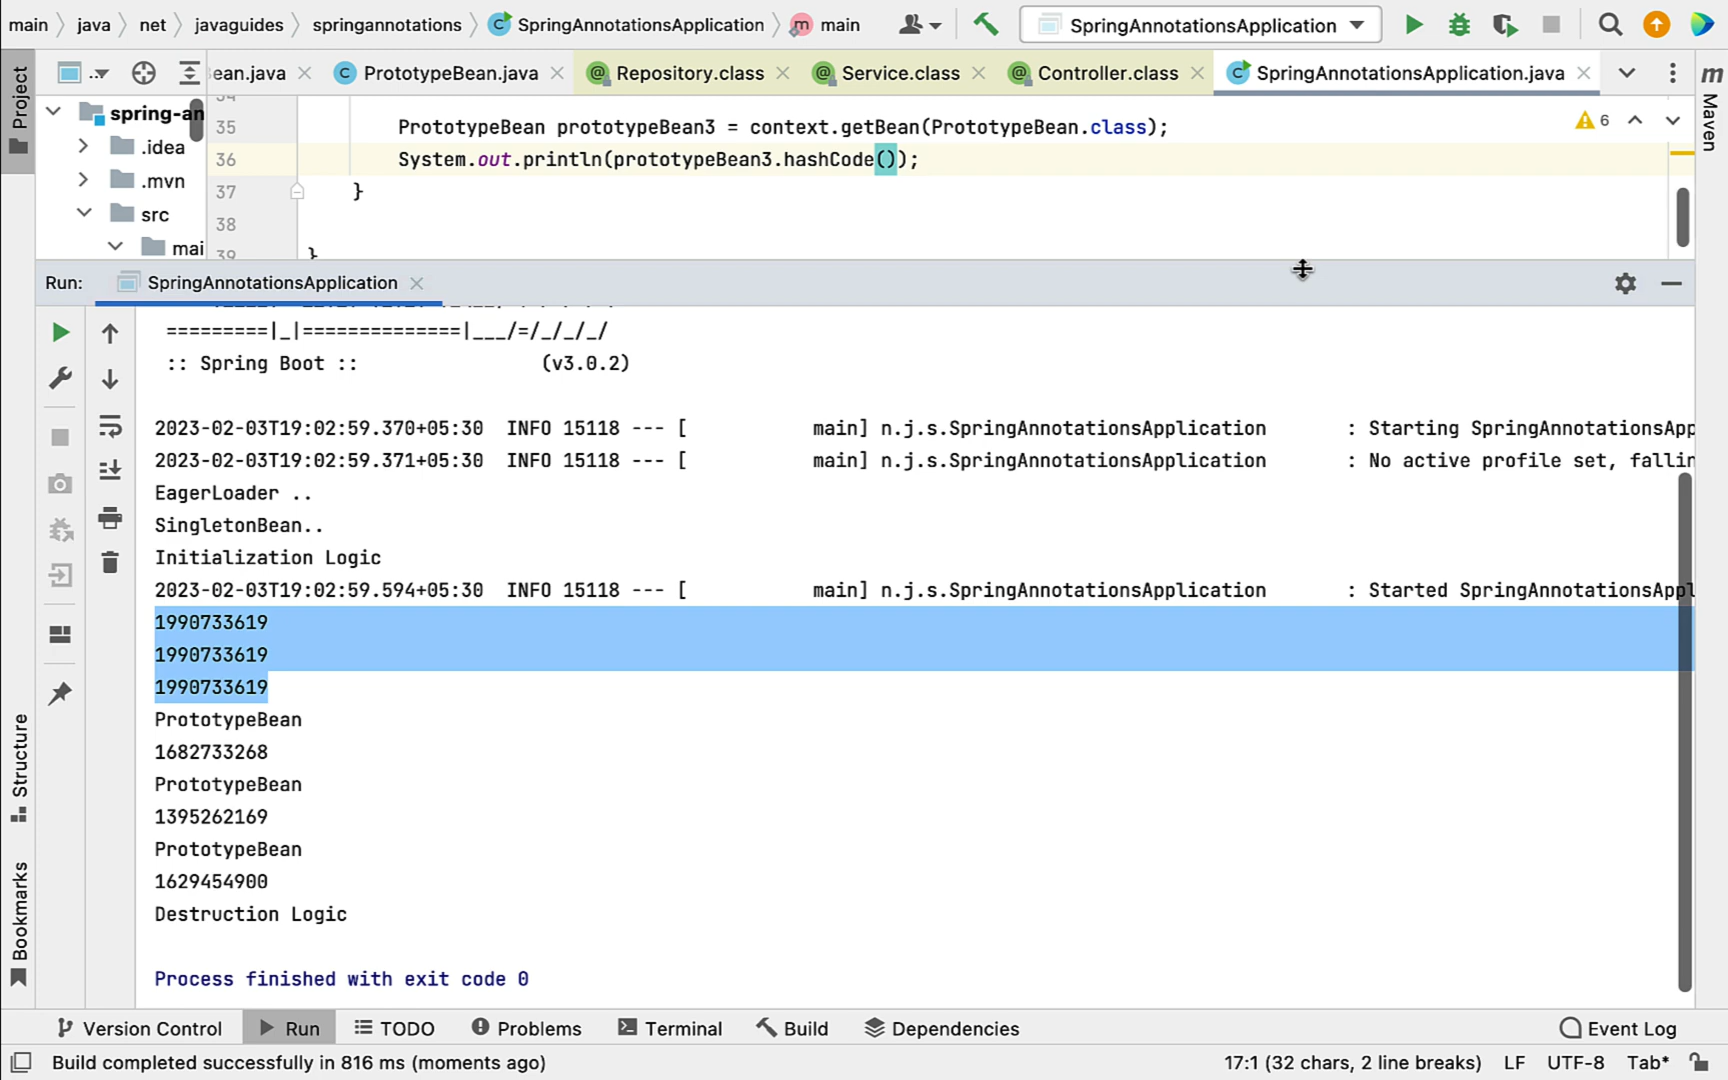 main java net javaguides springannotations SpringAnnotationsApplication main SpringAnnotationsApplication
Project ean.java PrototypeBean.java Repository.class Service.class Controller.class SpringAnnotationsApplication.java Maven
spring-an
.idea
.mvn
src
mai
34
35 PrototypeBean prototypeBean3 = context.getBean(PrototypeBean.class); 6
36 System.out.println(prototypeBean3.hashCode());
37 }
38
39 }
Run: SpringAnnotationsApplication
=========|_|==============|___/=/_/_/_/
:: Spring Boot :: (v3.0.2)
2023-02-03T19:02:59.370+05:30 INFO 15118 --- [ main] n.j.s.SpringAnnotationsApplication : Starting SpringAnnotationsApp
2023-02-03T19:02:59.371+05:30 INFO 15118 --- [ main] n.j.s.SpringAnnotationsApplication : No active profile set, fallin
EagerLoader ..
SingletonBean..
Initialization Logic
2023-02-03T19:02:59.594+05:30 INFO 15118 --- [ main] n.j.s.SpringAnnotationsApplication : Started SpringAnnotationsAppl
1990733619
1990733619
1990733619
PrototypeBean
1682733268
PrototypeBean
1395262169
PrototypeBean
1629454900
Destruction Logic
Process finished with exit code 0
Structure
Bookmarks
Version Control Run TODO Problems Terminal Build Dependencies Event Log
Build completed successfully in 816 ms (moments ago) 17:1 (32 chars, 2 line breaks) LF UTF-8 Tab*